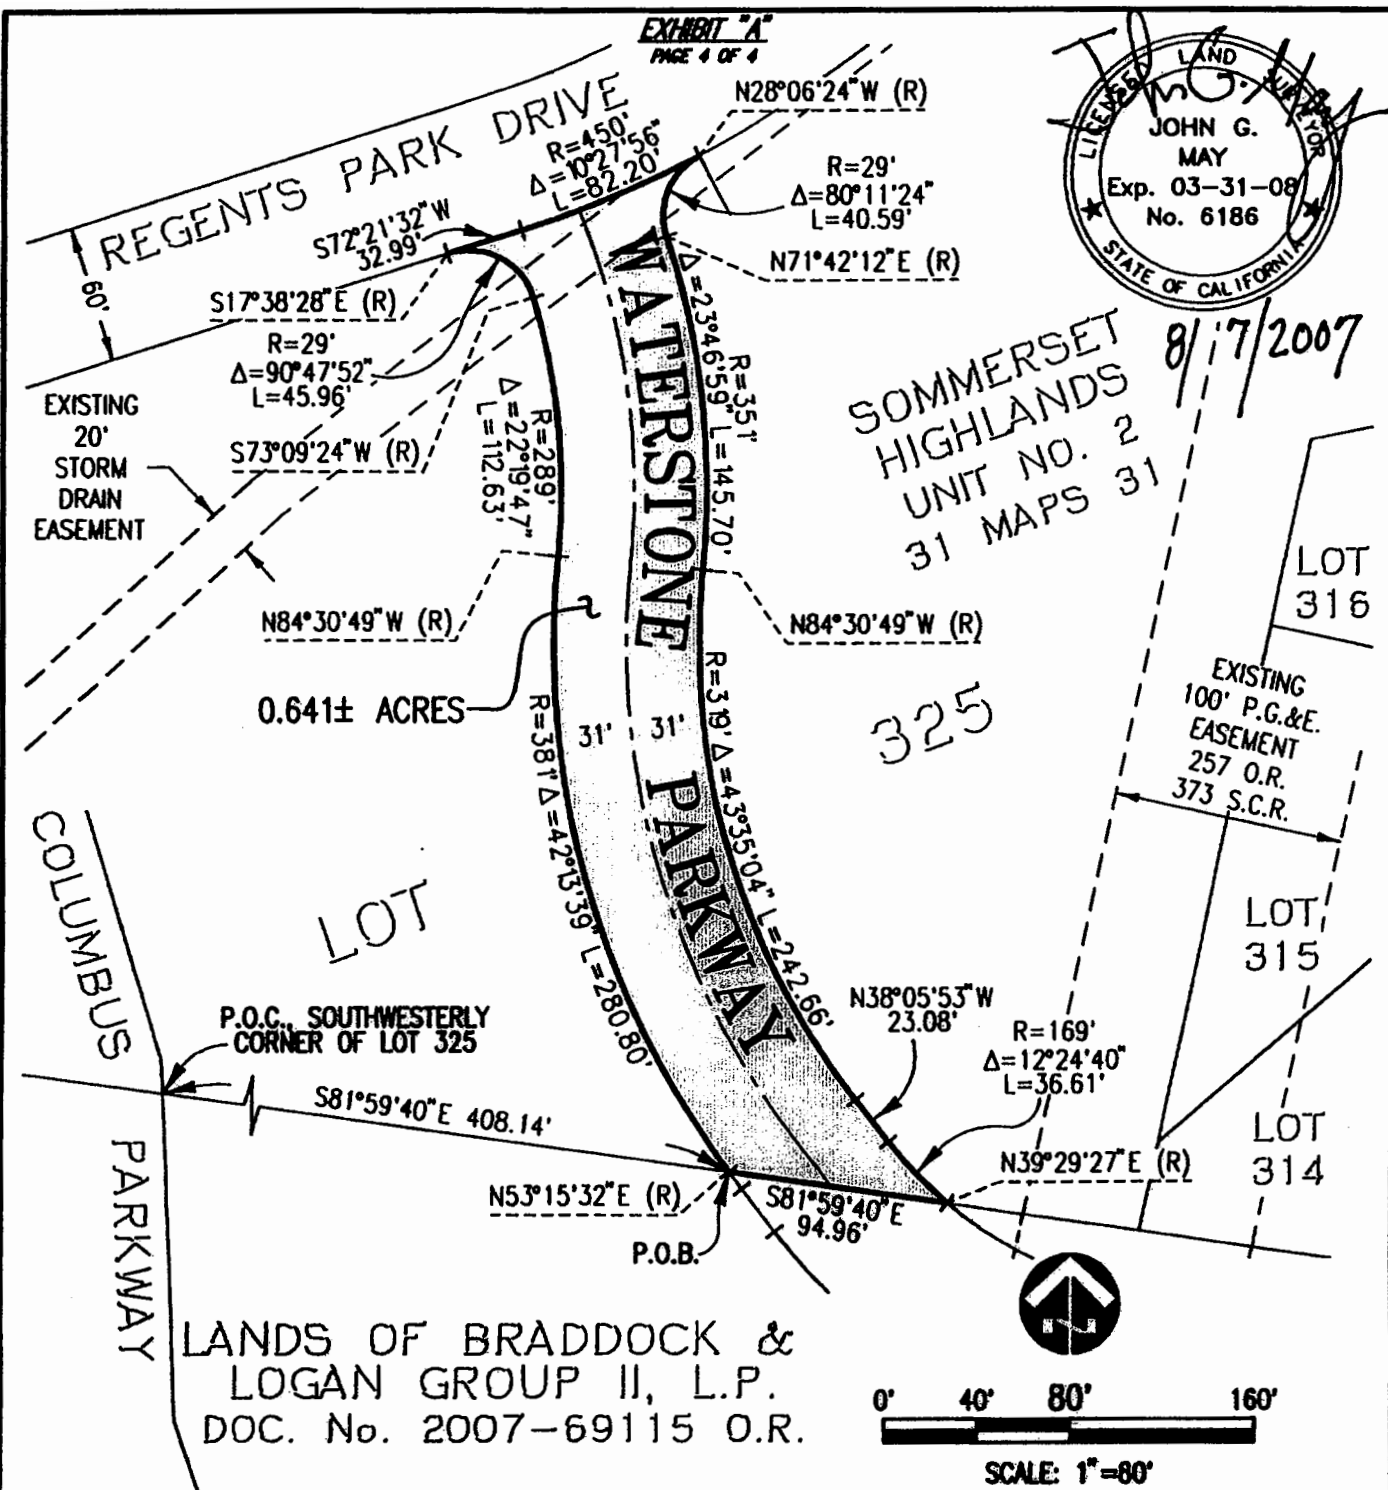 EXHIBIT "A"
PAGE 4 OF 4
LICENSED LAND SURVEYOR
JOHN G.
MAY
Exp. 03-31-08
No. 6186
STATE OF CALIFORNIA
8/17/2007
REGENTS PARK DRIVE
60'
R=450'
Δ=10°27'56"
L=82.20'
N28°06'24"W (R)
R=29'
Δ=80°11'24"
L=40.59'
N71°42'12"E (R)
S72°21'32"W
32.99'
S17°38'28"E (R)
R=29'
Δ=90°47'52"
L=45.96'
S73°09'24"W (R)
EXISTING
20'
STORM
DRAIN
EASEMENT
R=289'
Δ=22°19'47"
L=112.63'
R=351'
Δ=23°46'59" L=145.70'
WATERSTONE PARKWAY
SOMMERSET
HIGHLANDS
UNIT NO. 2
31 MAPS 31
LOT
316
N84°30'49"W (R)
N84°30'49"W (R)
0.641± ACRES
31'
31'
R=381' Δ=42°13'39" L=280.80'
R=319' Δ=43°35'04" L=242.66'
325
EXISTING
100' P.G.&E.
EASEMENT
257 O.R.
373 S.C.R.
LOT
315
LOT
COLUMBUS PARKWAY
P.O.C., SOUTHWESTERLY
CORNER OF LOT 325
S81°59'40"E 408.14'
N38°05'53"W
23.08'
R=169'
Δ=12°24'40"
L=36.61'
LOT
314
N39°29'27"E (R)
N53°15'32"E (R)
S81°59'40"E
94.96'
P.O.B.
LANDS OF BRADDOCK &
LOGAN GROUP II, L.P.
DOC. No. 2007-69115 O.R.
0' 40' 80' 160'
SCALE: 1"=80'